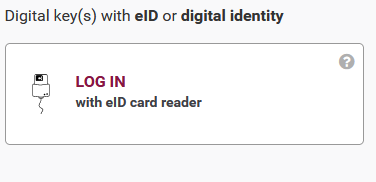 Digital key(s) with eID or digital identity
?
LOG IN
with eID card reader